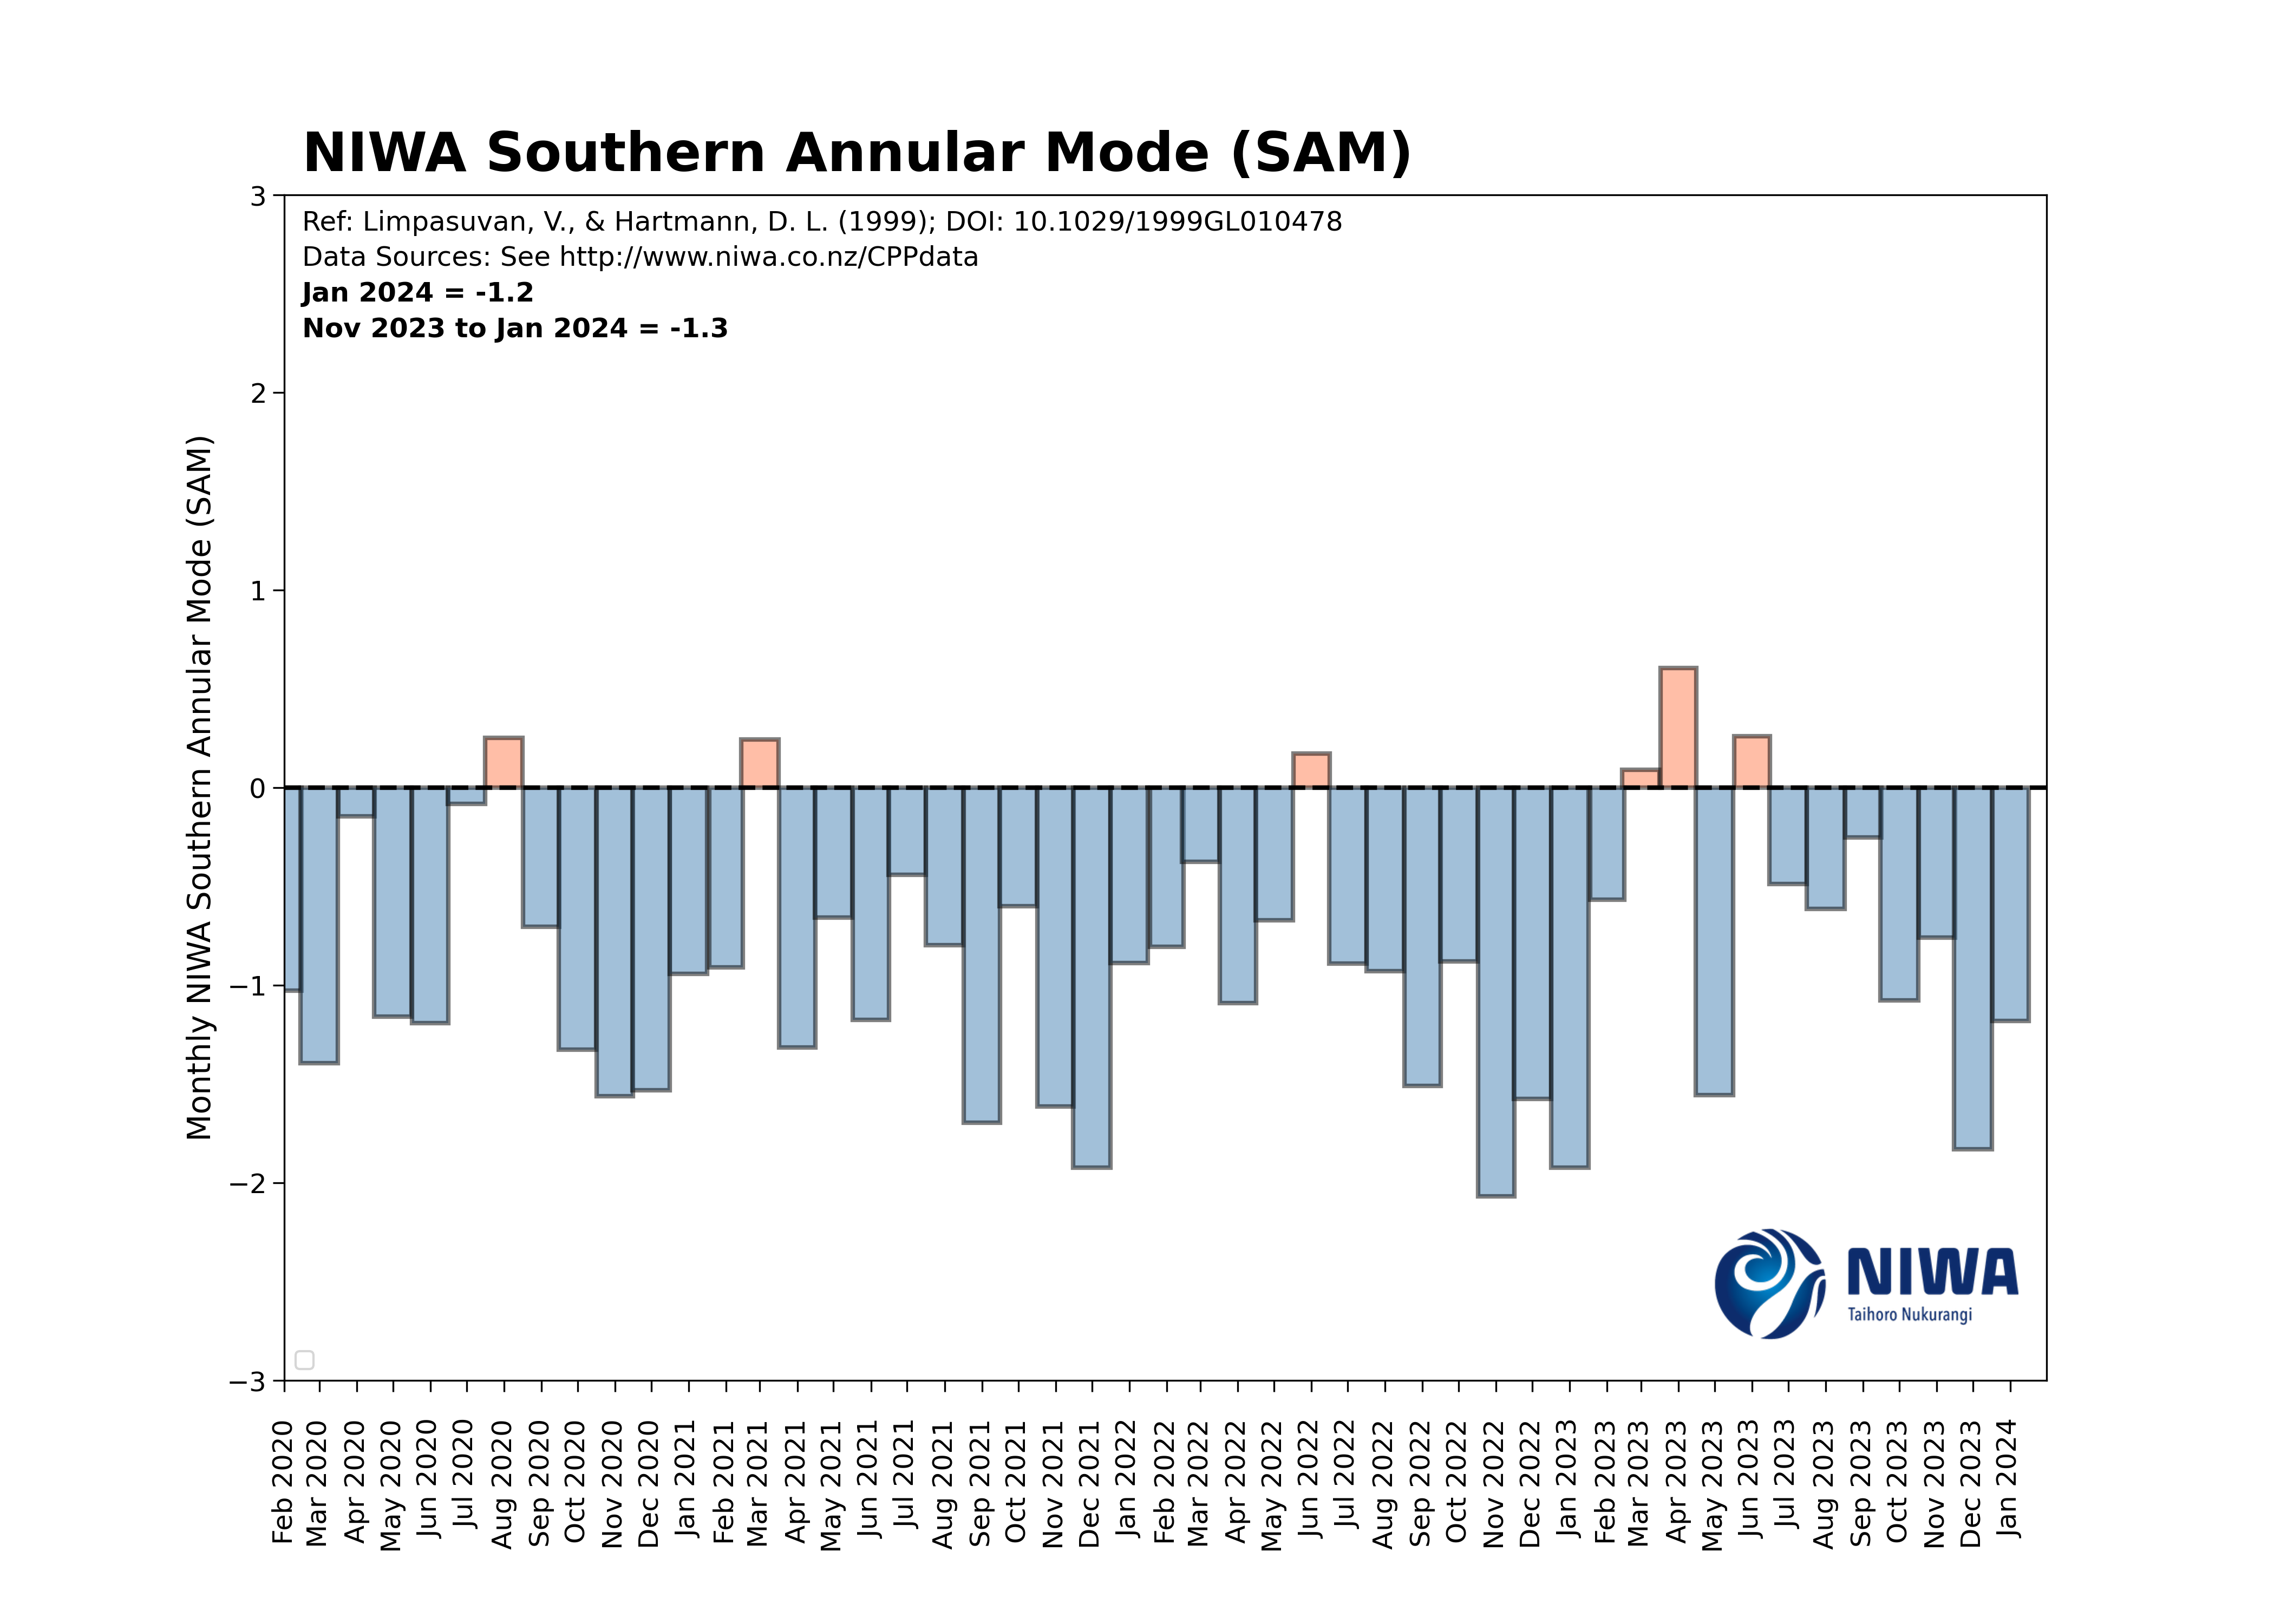 NIWA Southern Annular Mode (SAM)
Ref: Limpasuvan, V., & Hartmann, D. L. (1999); DOI: 10.1029/1999GL010478
Data Sources: See http://www.niwa.co.nz/CPPdata
Jan 2024 = -1.2
Nov 2023 to Jan 2024 = -1.3
Monthly NIWA Southern Annular Mode (SAM)
3
2
1
0
−1
−2
−3
NIWA
Taihoro Nukurangi
Feb 2020
Mar 2020
Apr 2020
May 2020
Jun 2020
Jul 2020
Aug 2020
Sep 2020
Oct 2020
Nov 2020
Dec 2020
Jan 2021
Feb 2021
Mar 2021
Apr 2021
May 2021
Jun 2021
Jul 2021
Aug 2021
Sep 2021
Oct 2021
Nov 2021
Dec 2021
Jan 2022
Feb 2022
Mar 2022
Apr 2022
May 2022
Jun 2022
Jul 2022
Aug 2022
Sep 2022
Oct 2022
Nov 2022
Dec 2022
Jan 2023
Feb 2023
Mar 2023
Apr 2023
May 2023
Jun 2023
Jul 2023
Aug 2023
Sep 2023
Oct 2023
Nov 2023
Dec 2023
Jan 2024